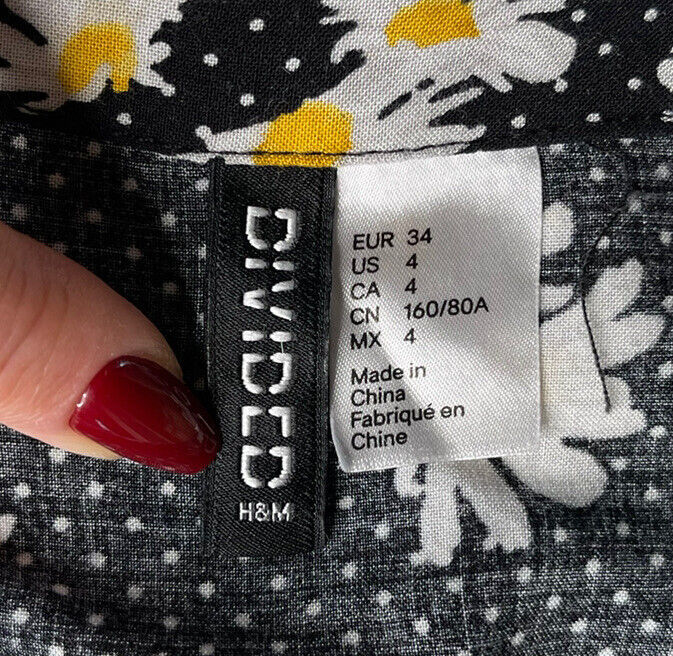 DIVIDED
H&M
EUR 34
US 4
CA 4
CN 160/80A
MX 4
Made in
China
Fabriqué en
Chine